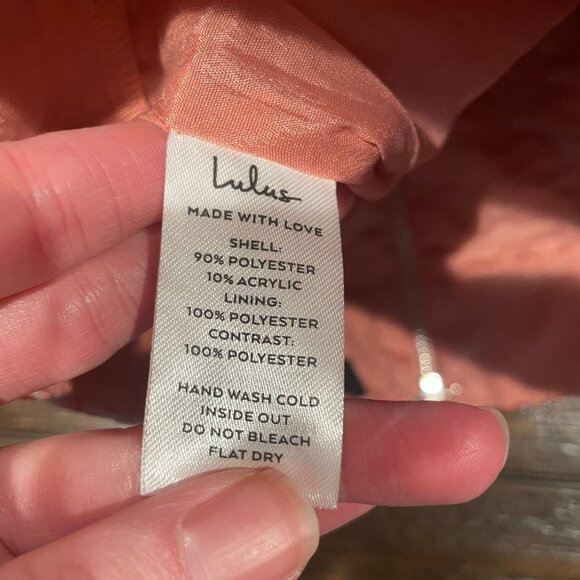 Lulus
MADE WITH LOVE
SHELL:
90% POLYESTER
10% ACRYLIC
LINING:
100% POLYESTER
CONTRAST:
100% POLYESTER
HAND WASH COLD
INSIDE OUT
DO NOT BLEACH
FLAT DRY